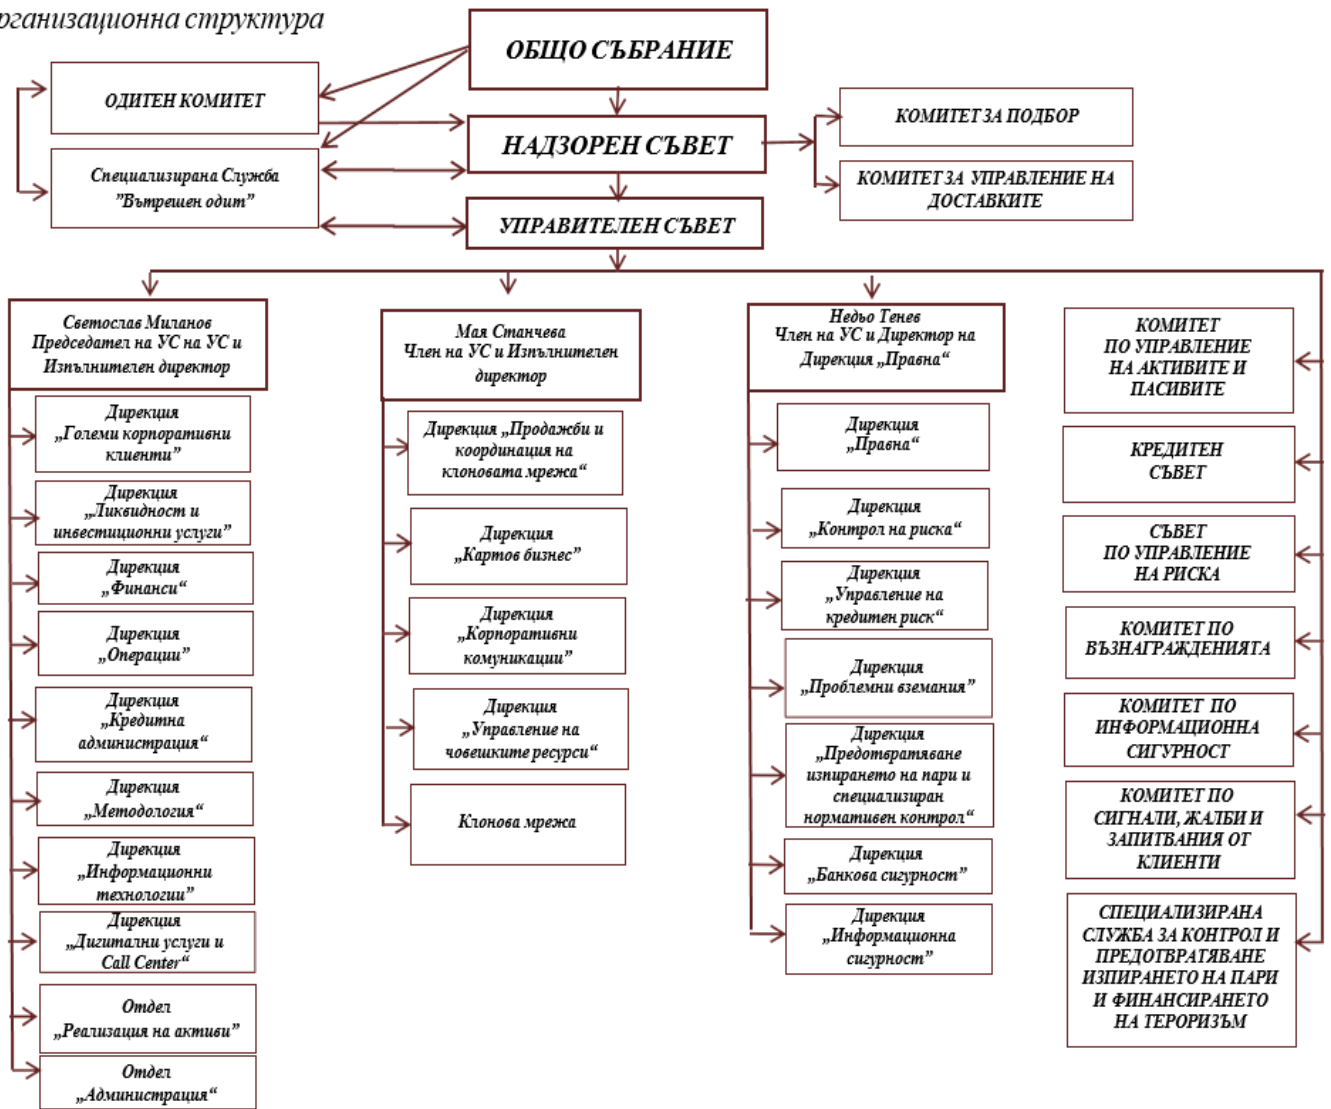 рганизационна структура
ОБЩО СЪБРАНИЕ
ОДИТЕН КОМИТЕТ
НАДЗОРЕН СЪВЕТ
КОМИТЕТ ЗА ПОДБОР
Специализирана Служба
"Вътрешен одит"
КОМИТЕТ ЗА УПРАВЛЕНИЕ НА
ДОСТАВКИТЕ
УПРАВИТЕЛЕН СЪВЕТ
Светослав Миланов
Председател на УС на УС и
Изпълнителен директор
Дирекция
„Големи корпоративни
клиенти”
Дирекция
„Ликвидност и
инвестиционни услуги”
Дирекция
„Финанси“
Дирекция
„Операции”
Дирекция
„Кредитна
администрация“
Дирекция
„Методология“
Дирекция
„Информационни
технологии”
Дирекция
„Дигитални услуги и
Call Center“
Отдел
„Реализация на активи”
Отдел
„Администрация“
Мая Станчева
Член на УС и Изпълнителен
директор
Дирекция „Продажби и
координация на
клоновата мрежа“
Дирекция
„Картов бизнес”
Дирекция
„Корпоративни
комуникации”
Дирекция
„Управление на
човешките ресурси“
Клонова мрежа
Недьо Тенев
Член на УС и Директор на
Дирекция „Правна“
Дирекция
„Правна“
Дирекция
„Контрол на риска“
Дирекция
„Управление на
кредитен риск”
Дирекция
„Проблемни вземания”
Дирекция
„Предотвратяване
изпирането на пари и
специализиран
нормативен контрол“
Дирекция
„Банкова сигурност”
Дирекция
„Информационна
сигурност”
КОМИТЕТ
ПО УПРАВЛЕНИЕ
НА АКТИВИТЕ И
ПАСИВИТЕ
КРЕДИТЕН
СЪВЕТ
СЪВЕТ
ПО УПРАВЛЕНИЕ
НА РИСКА
КОМИТЕТ ПО
ВЪЗНАГРАЖДЕНИЯТА
КОМИТЕТ ПО
ИНФОРМАЦИОННА
СИГУРНОСТ
КОМИТЕТ ПО
СИГНАЛИ, ЖАЛБИ И
ЗАПИТВАНИЯ ОТ
КЛИЕНТИ
СПЕЦИАЛИЗИРАНА
СЛУЖБА ЗА КОНТРОЛ И
ПРЕДОТВРАТЯВАНЕ
ИЗПИРАНЕТО НА ПАРИ
И ФИНАНСИРАНЕТО
НА ТЕРОРИЗЪМ